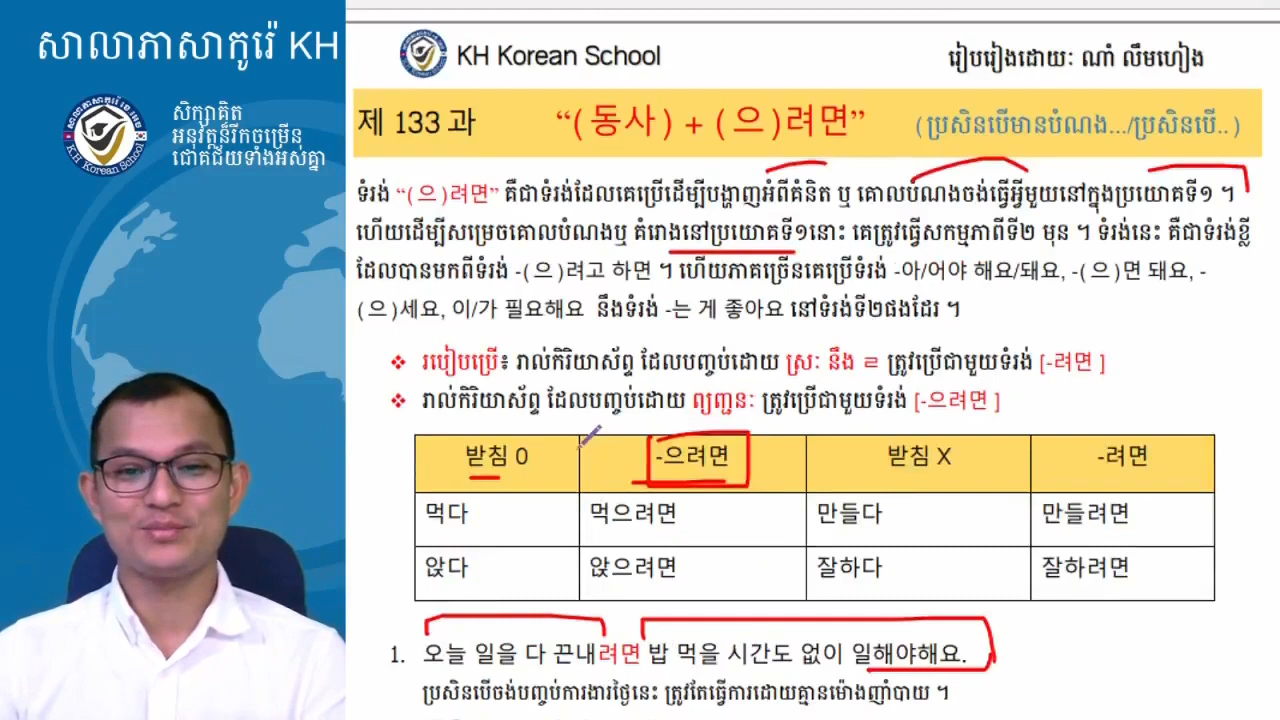 សាលាភាសាកូរ៉េ KH
សិក្សាគិត
អនុវត្តន៍រីកចម្រើន
ជោគជ័យទាំងអស់គ្នា
KH Korean School
រៀបរៀងដោយៈ ណាំ លឹមហៀង
제 133 과 “(동사) + (으)려면” (ប្រសិនបើមានបំណង.../ប្រសិនបើ..)
ទំរង់ “(으)려면” គឺជាទំរង់ដែលគេប្រើដើម្បីបង្ហាញអំពីគំនិត ឬ គោលបំណងចង់ធ្វើអ្វីមួយនៅក្នុងប្រយោគទី១ ។
ហើយដើម្បីសម្រេចគោលបំណងឬ គំរោងនៅប្រយោគទី១នោះ គេត្រូវធ្វើសកម្មភាពទី២ មុន ។ ទំរង់នេះ គឺជាទំរង់ខ្លី
ដែលបានមកពីទំរង់ -(으)려고 하면 ។ ហើយភាគច្រើនគេប្រើទំរង់ -아/어야 해요/돼요, -(으)면 돼요, -
(으)세요, 이/가 필요해요 នឹងទំរង់ -는 게 좋아요 នៅទំរង់ទី២ផងដែរ ។
❖ របៀបប្រើ៖ រាល់កិរិយាស័ព្ទ ដែលបញ្ចប់ដោយ ស្រៈ នឹង ㄹ ត្រូវប្រើជាមួយទំរង់ [-려면 ]
❖ រាល់កិរិយាស័ព្ទ ដែលបញ្ចប់ដោយ ព្យញ្ជនៈ ត្រូវប្រើជាមួយទំរង់ [-으려면 ]
받침 0 -으려면 받침 X -려면
먹다 먹으려면 만들다 만들려면
앉다 앉으려면 잘하다 잘하려면
1. 오늘 일을 다 끈내려면 밥 먹을 시간도 없이 일해야해요.
ប្រសិនបើចង់បញ្ចប់ការងារថ្ងៃនេះ ត្រូវតែធ្វើការដោយគ្មានម៉ោងញ៉ាំបាយ ។